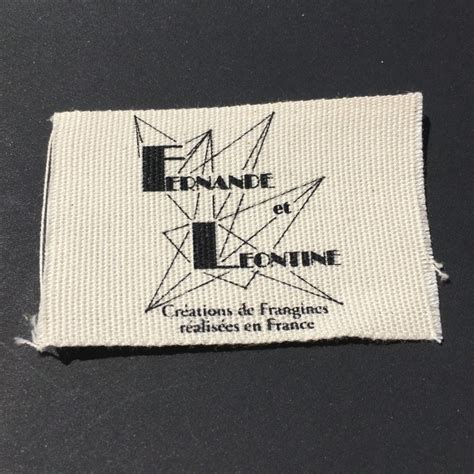 FERNANDE
et
LEONTINE
Créations de Frangines
réalisées en France